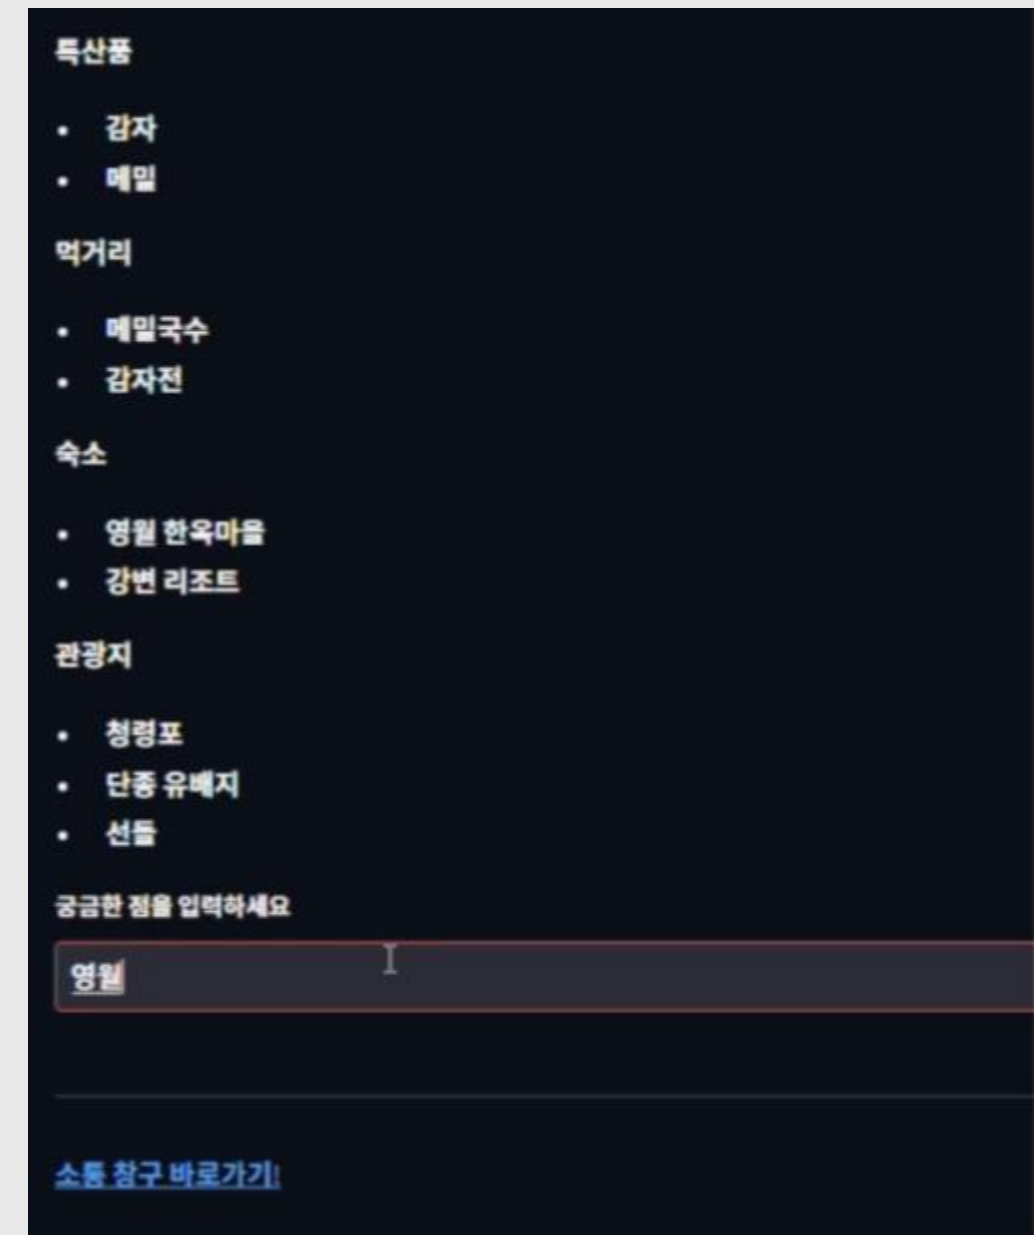 특산품
• 감자
• 메밀
먹거리
• 메밀국수
• 감자전
숙소
• 영월 한옥마을
• 강변 리조트
관광지
• 청령포
• 단종 유배지
• 선돌
궁금한 점을 입력하세요
영월
소통 창구 바로가기!